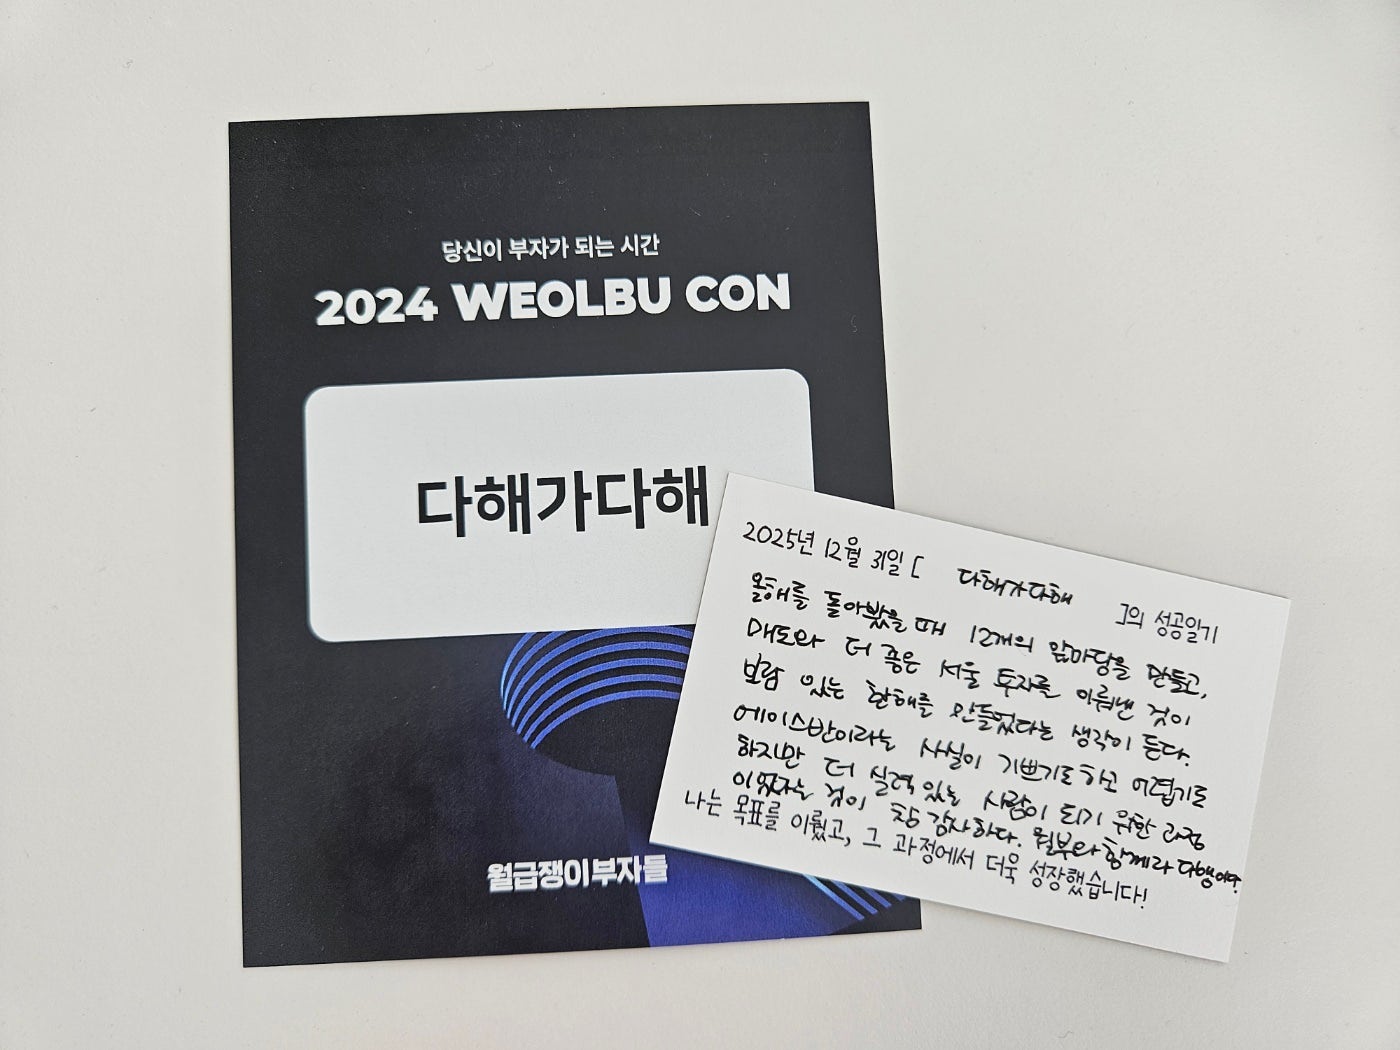 당신이 부자가 되는 시간
2024 WEOLBU CON
다해가다해
월급쟁이부자들
2025년 12월 31일 [ 다해가다해 ]의 성공일기
올해를 돌아봤을 때 12개의 앞마당을 만들고,
매도와 더 좋은 서울 투자를 이뤄낸 것이
보람 있는 한해를 만들었다는 생각이 든다.
에이스반이라는 사실이 기쁘기도 하고 어렵기도
하지만 더 실력 있는 사람이 되기 위한 과정
이었다는 것이 참 감사하다. 월부와 함께라 다행이다.
나는 목표를 이뤘고, 그 과정에서 더욱 성장했습니다!